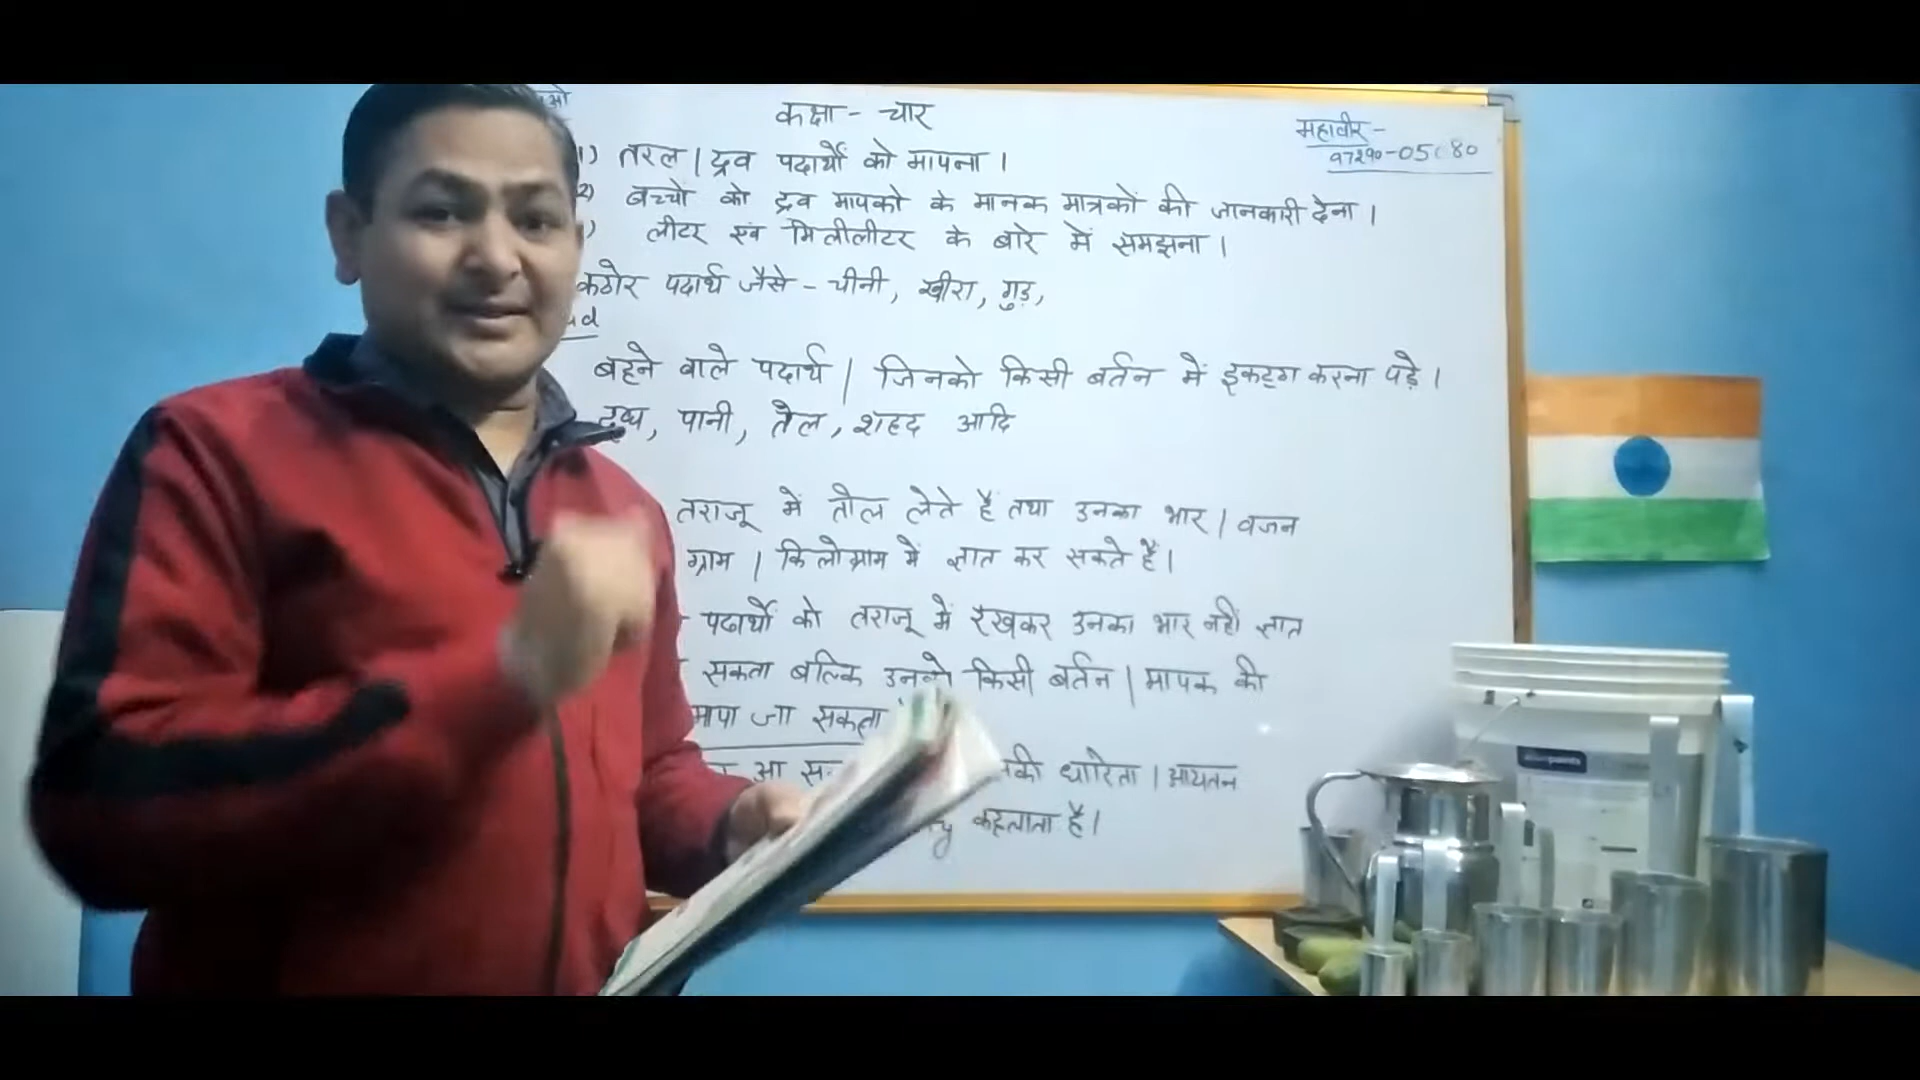 कक्षा - चार
महावीर-
तरल / द्रव पदार्थों को मापना ।
2) बच्चो को द्रव मापको के मानक मात्रकों की जानकारी देना ।
लीटर एवं मिलीलीटर के बारे में समझना ।
कठोर पदार्थ जैसे - चीनी, खीरा, गुड़,
बहने वाले पदार्थ / जिनको किसी बर्तन में इकट्ठा करना पड़े ।
दूध, पानी, तेल, शहद आदि
तराजू में तोल लेते हैं तथा उनका भार / वजन
ग्राम / किलोग्राम में ज्ञात कर सकते हैं ।
पदार्थों को तराजू में रखकर उनका भार नहीं ज्ञात
सकता बल्कि उनको किसी बर्तन / मापक की
मापा जा सकता
आ धारिता / आयतन
कहलाता है ।